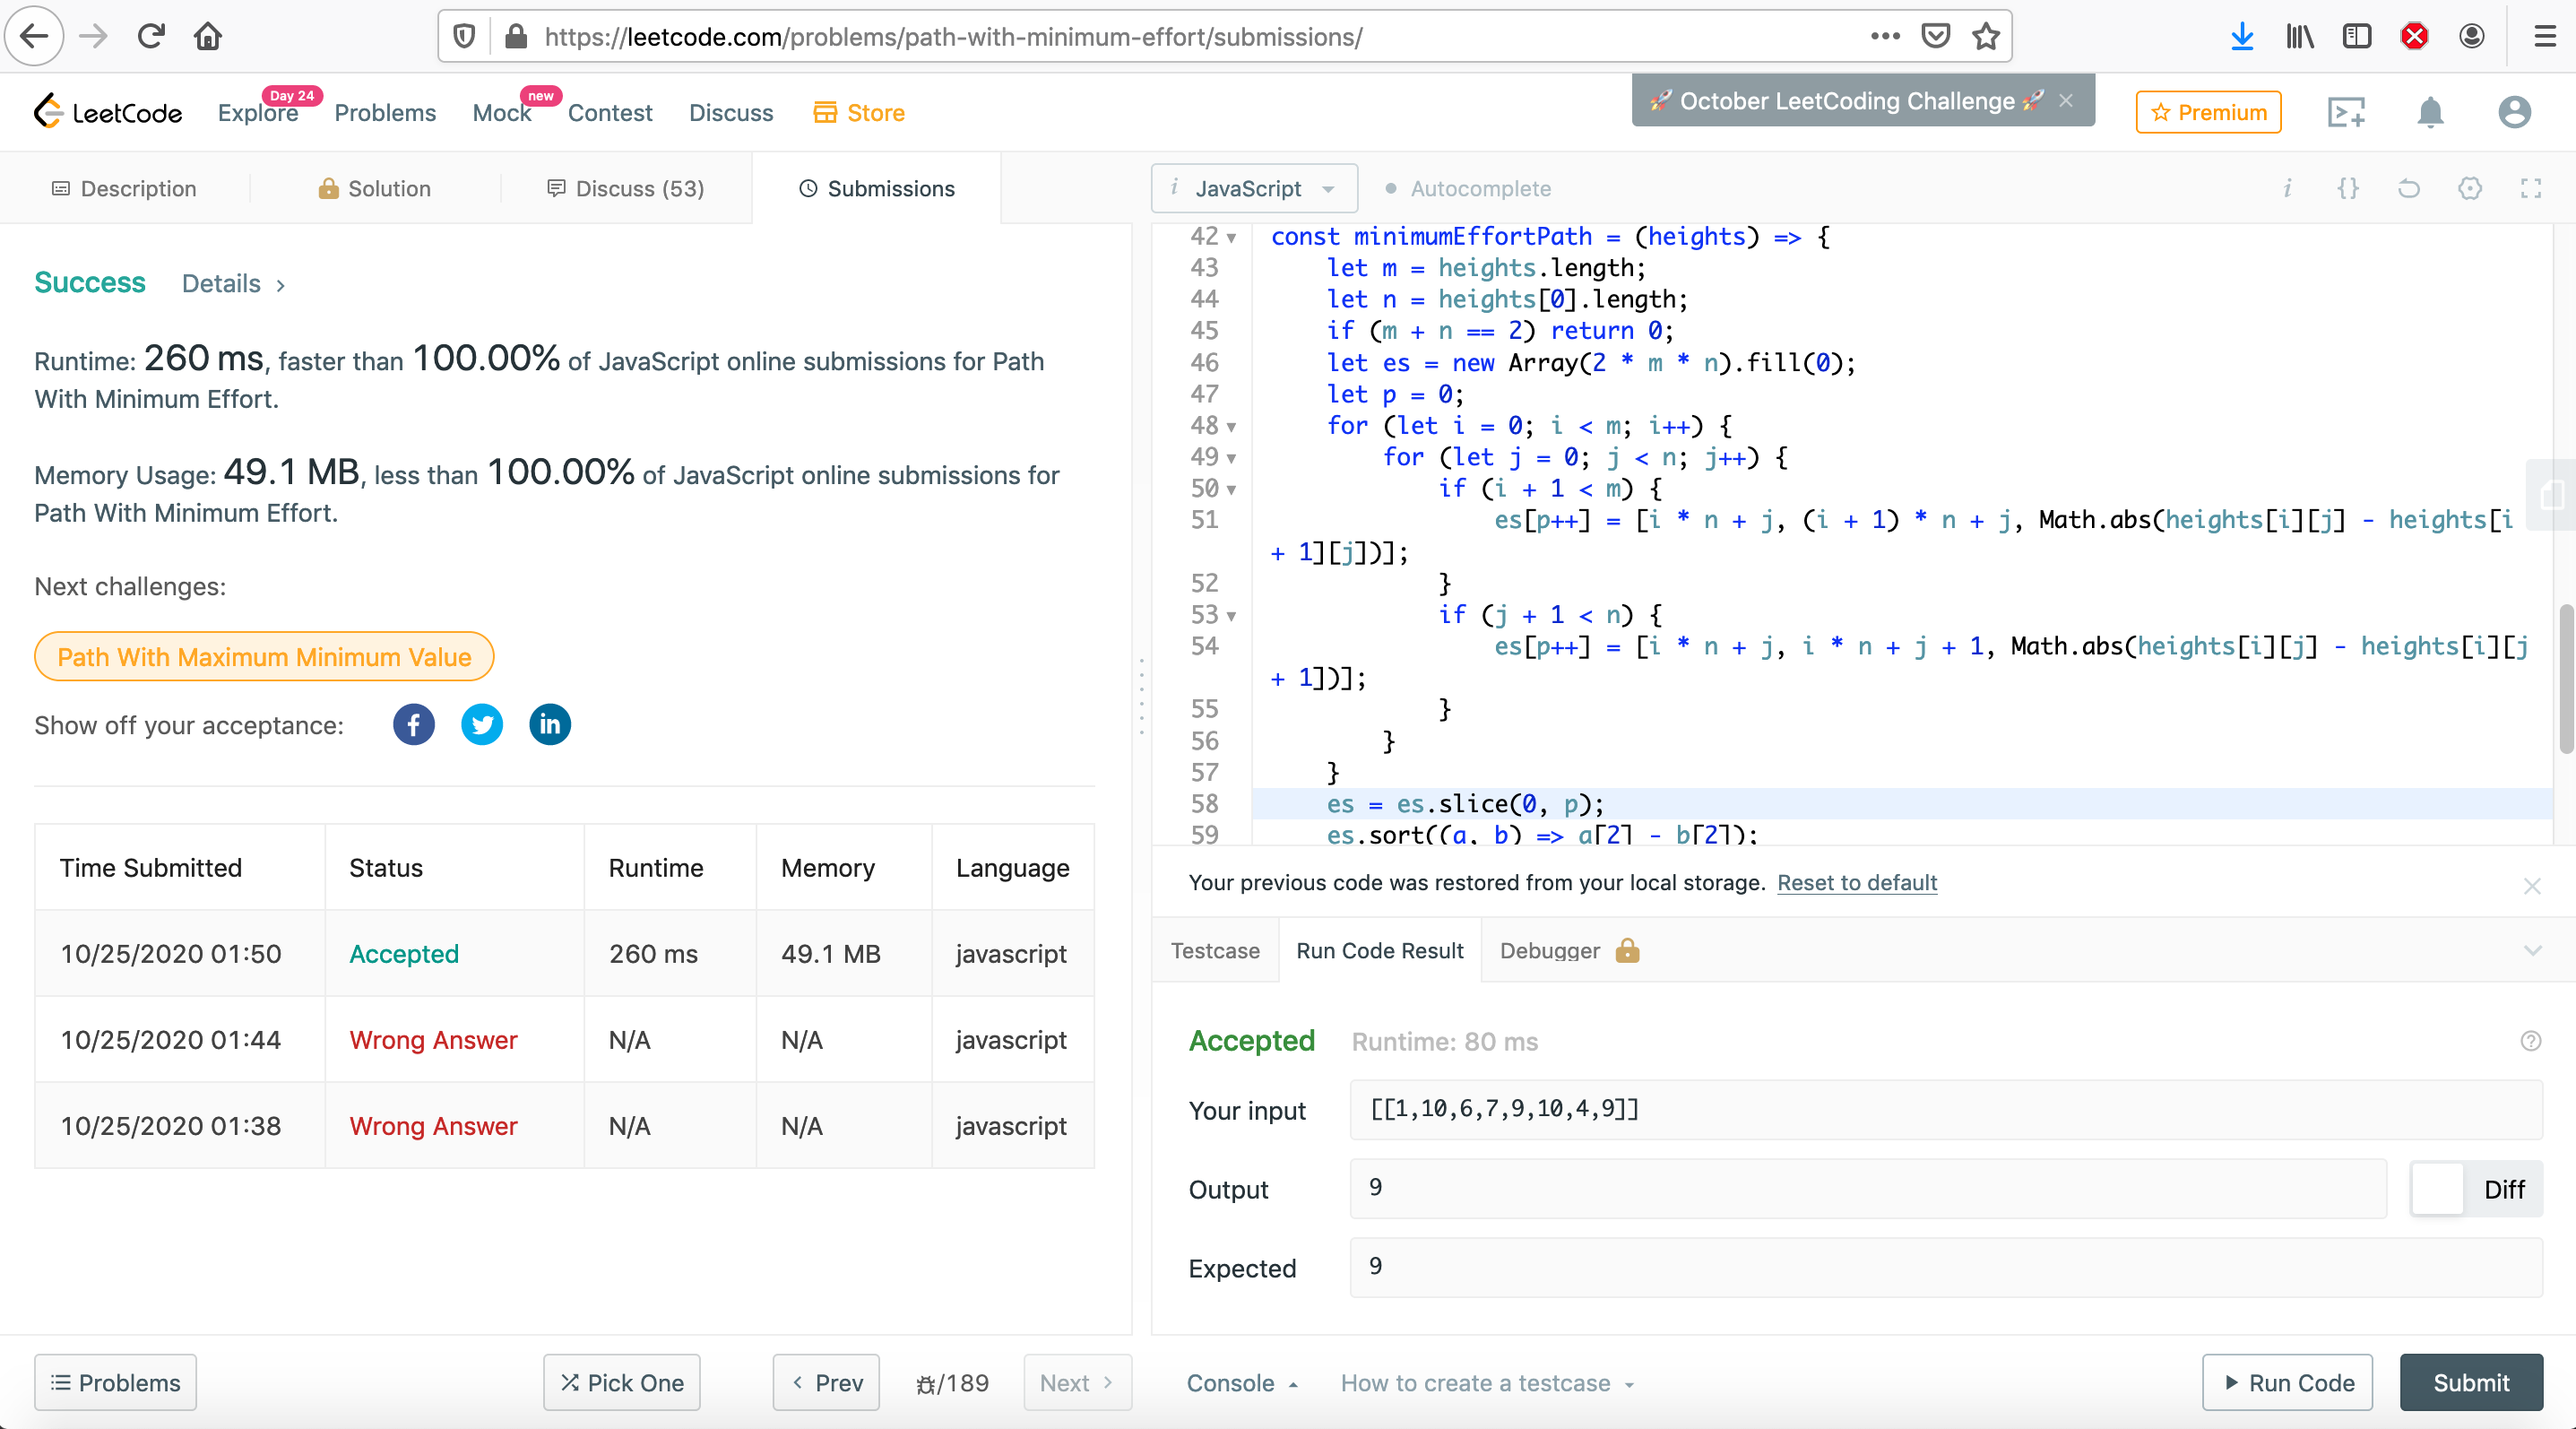 https://leetcode.com/problems/path-with-minimum-effort/submissions/
LeetCode
Explore
Day 24
Problems
Mock
new
Contest
Discuss
Store
🚀 October LeetCoding Challenge 🚀 ×
Premium
Description
Solution
Discuss (53)
Submissions
Success
Details >
Runtime: 260 ms, faster than 100.00% of JavaScript online submissions for Path
With Minimum Effort.
Memory Usage: 49.1 MB, less than 100.00% of JavaScript online submissions for
Path With Minimum Effort.
Next challenges:
Path With Maximum Minimum Value
Show off your acceptance:
Time Submitted Status Runtime Memory Language
10/25/2020 01:50 Accepted 260 ms 49.1 MB javascript
10/25/2020 01:44 Wrong Answer N/A N/A javascript
10/25/2020 01:38 Wrong Answer N/A N/A javascript
Problems
Pick One
< Prev
/189
Next >
i JavaScript
Autocomplete
i {}
42 const minimumEffortPath = (heights) => {
43 let m = heights.length;
44 let n = heights[0].length;
45 if (m + n == 2) return 0;
46 let es = new Array(2 * m * n).fill(0);
47 let p = 0;
48 for (let i = 0; i < m; i++) {
49 for (let j = 0; j < n; j++) {
50 if (i + 1 < m) {
51 es[p++] = [i * n + j, (i + 1) * n + j, Math.abs(heights[i][j] - heights[i
+ 1][j])];
52 }
53 if (j + 1 < n) {
54 es[p++] = [i * n + j, i * n + j + 1, Math.abs(heights[i][j] - heights[i][j
+ 1])];
55 }
56 }
57 }
58 es = es.slice(0, p);
59 es.sort((a, b) => a[2] - b[2]);
Your previous code was restored from your local storage. Reset to default
Testcase
Run Code Result
Debugger
Accepted
Runtime: 80 ms
Your input
[[1,10,6,7,9,10,4,9]]
Output
9
Diff
Expected
9
Console
How to create a testcase
Run Code
Submit